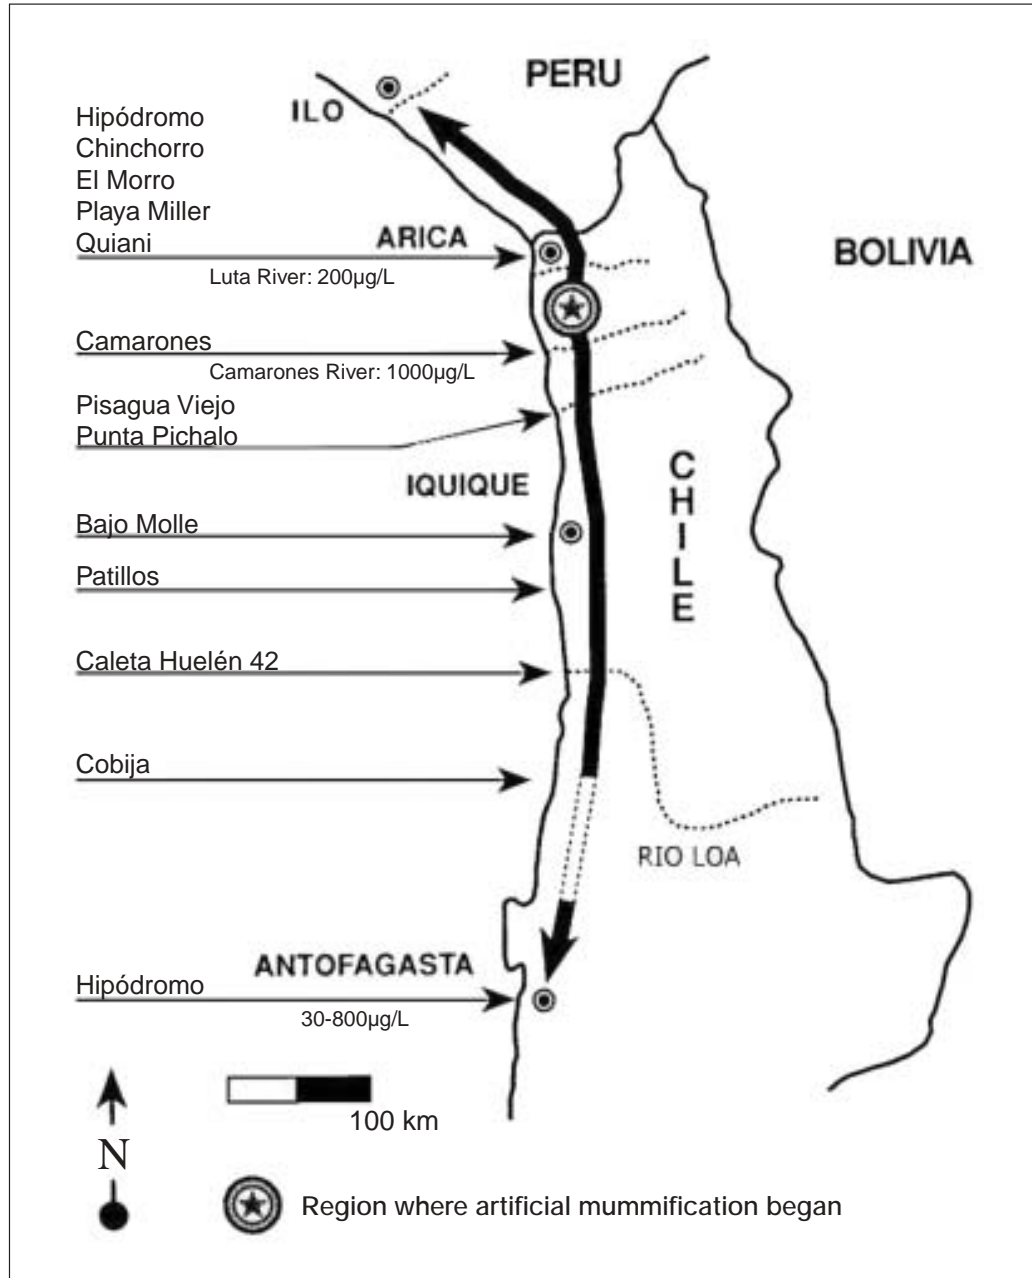 PERU
ILO
Hipódromo
Chinchorro
El Morro
Playa Miller
Quiani
ARICA
BOLIVIA
Luta River: 200µg/L
Camarones
Camarones River: 1000µg/L
Pisagua Viejo
Punta Pichalo
CHILE
IQUIQUE
Bajo Molle
Patillos
Caleta Huelén 42
Cobija
RIO LOA
ANTOFAGASTA
Hipódromo
30-800µg/L
100 km
N
Region where artificial mummification began